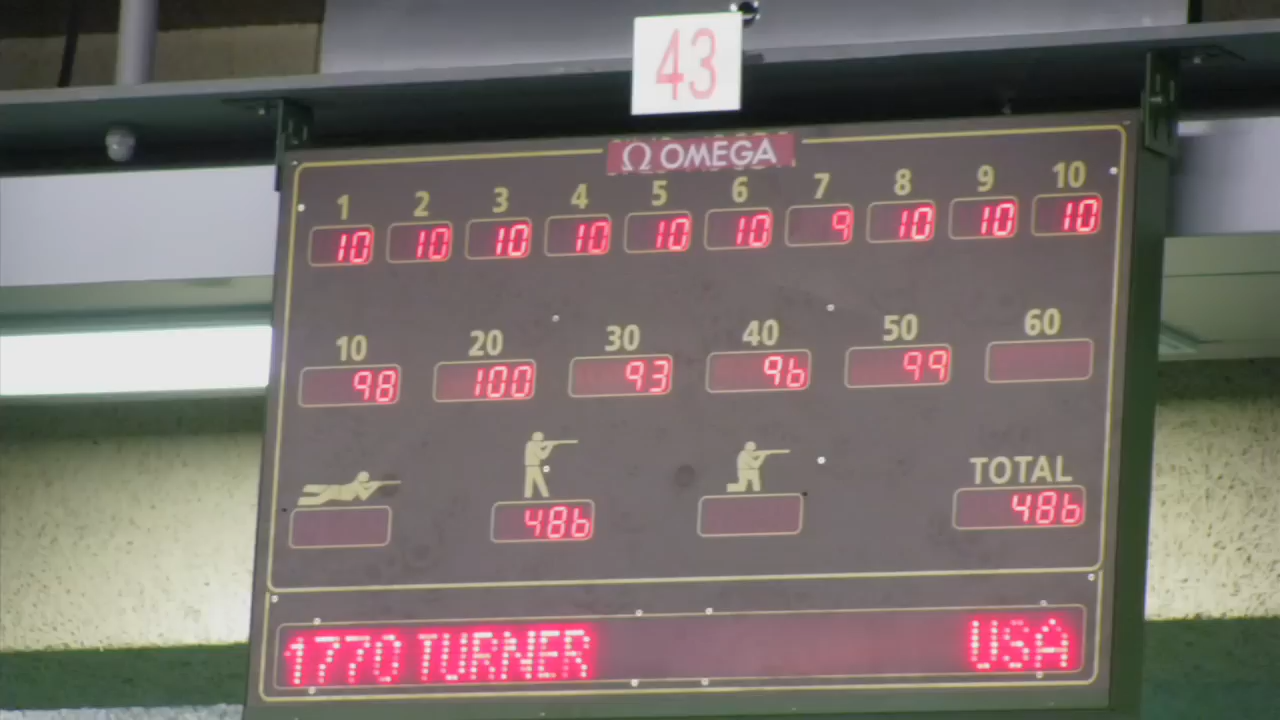 43
Ω OMEGA
1 2 3 4 5 6 7 8 9 10
10 10 10 10 10 10 9 10 10 10
10 20 30 40 50 60
98 100 93 96 99
TOTAL
486 486
1770 TURNER USA